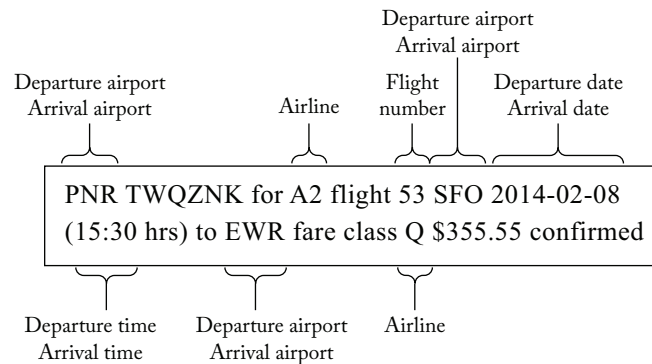 Departure airport
Arrival airport
Departure airport
Arrival airport
Airline
Flight
number
Departure date
Arrival date
PNR TWQZNK for A2 flight 53 SFO 2014-02-08
(15:30 hrs) to EWR fare class Q $355.55 confirmed
Departure time
Arrival time
Departure airport
Arrival airport
Airline